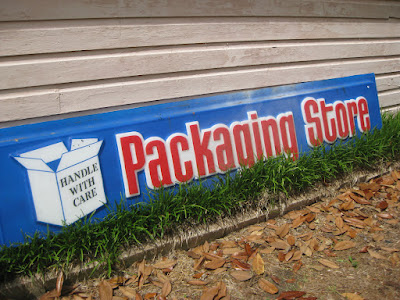 HANDLE
WITH
CARE
Packaging Store